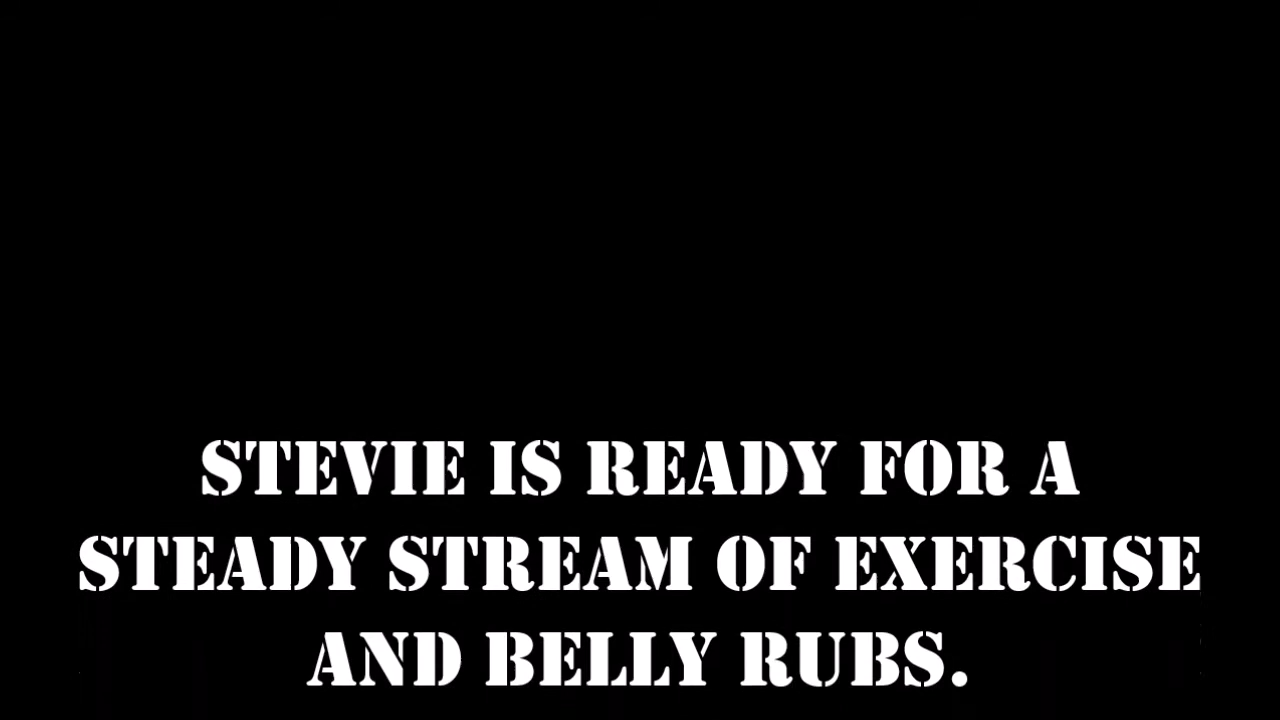 STEVIE IS READY FOR A
STEADY STREAM OF EXERCISE
AND BELLY RUBS.